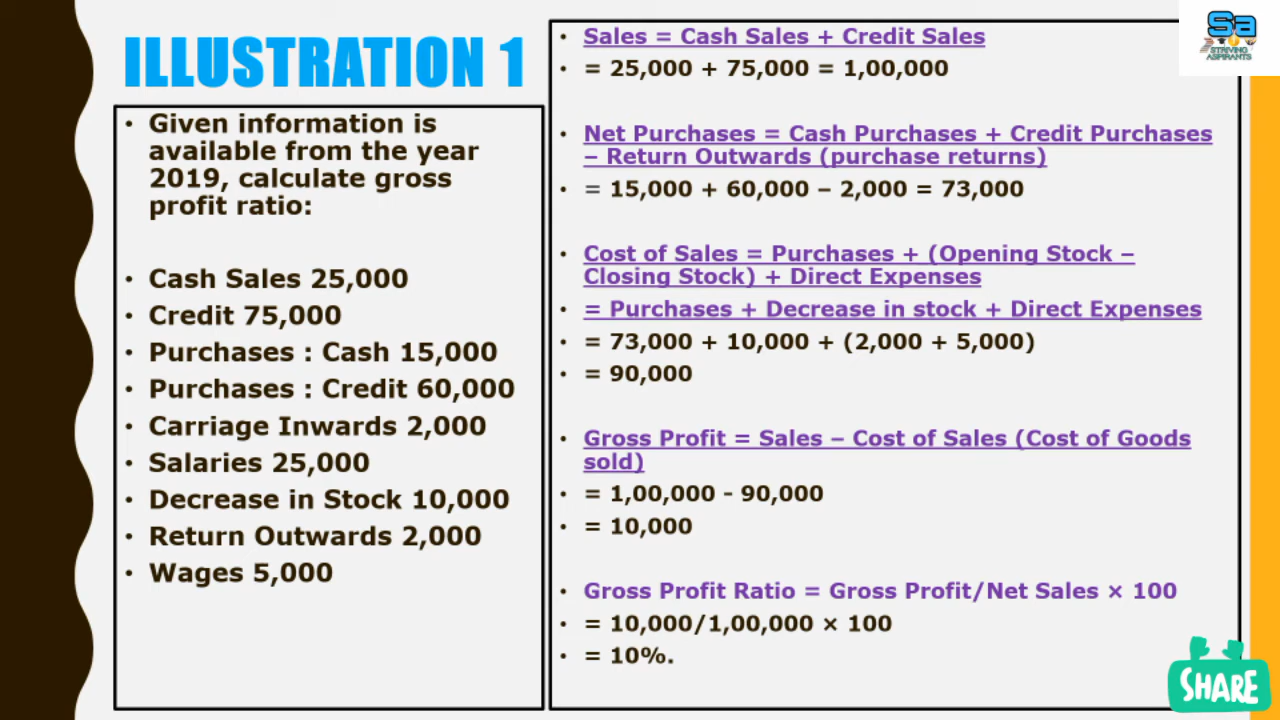 ILLUSTRATION 1
• Given information is
available from the year
2019, calculate gross
profit ratio:
• Cash Sales 25,000
• Credit 75,000
• Purchases : Cash 15,000
• Purchases : Credit 60,000
• Carriage Inwards 2,000
• Salaries 25,000
• Decrease in Stock 10,000
• Return Outwards 2,000
• Wages 5,000
• Sales = Cash Sales + Credit Sales
• = 25,000 + 75,000 = 1,00,000
• Net Purchases = Cash Purchases + Credit Purchases
– Return Outwards (purchase returns)
• = 15,000 + 60,000 – 2,000 = 73,000
• Cost of Sales = Purchases + (Opening Stock –
Closing Stock) + Direct Expenses
• = Purchases + Decrease in stock + Direct Expenses
• = 73,000 + 10,000 + (2,000 + 5,000)
• = 90,000
• Gross Profit = Sales – Cost of Sales (Cost of Goods
sold)
• = 1,00,000 - 90,000
• = 10,000
• Gross Profit Ratio = Gross Profit/Net Sales × 100
• = 10,000/1,00,000 × 100
• = 10%.
Sa
STRIVING
ASPIRANTS
SHARE